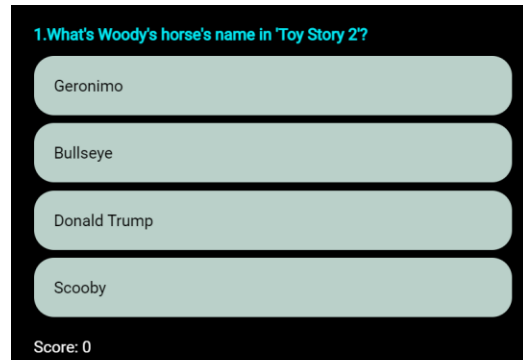 1.What's Woody's horse's name in 'Toy Story 2'?
Geronimo
Bullseye
Donald Trump
Scooby
Score: 0